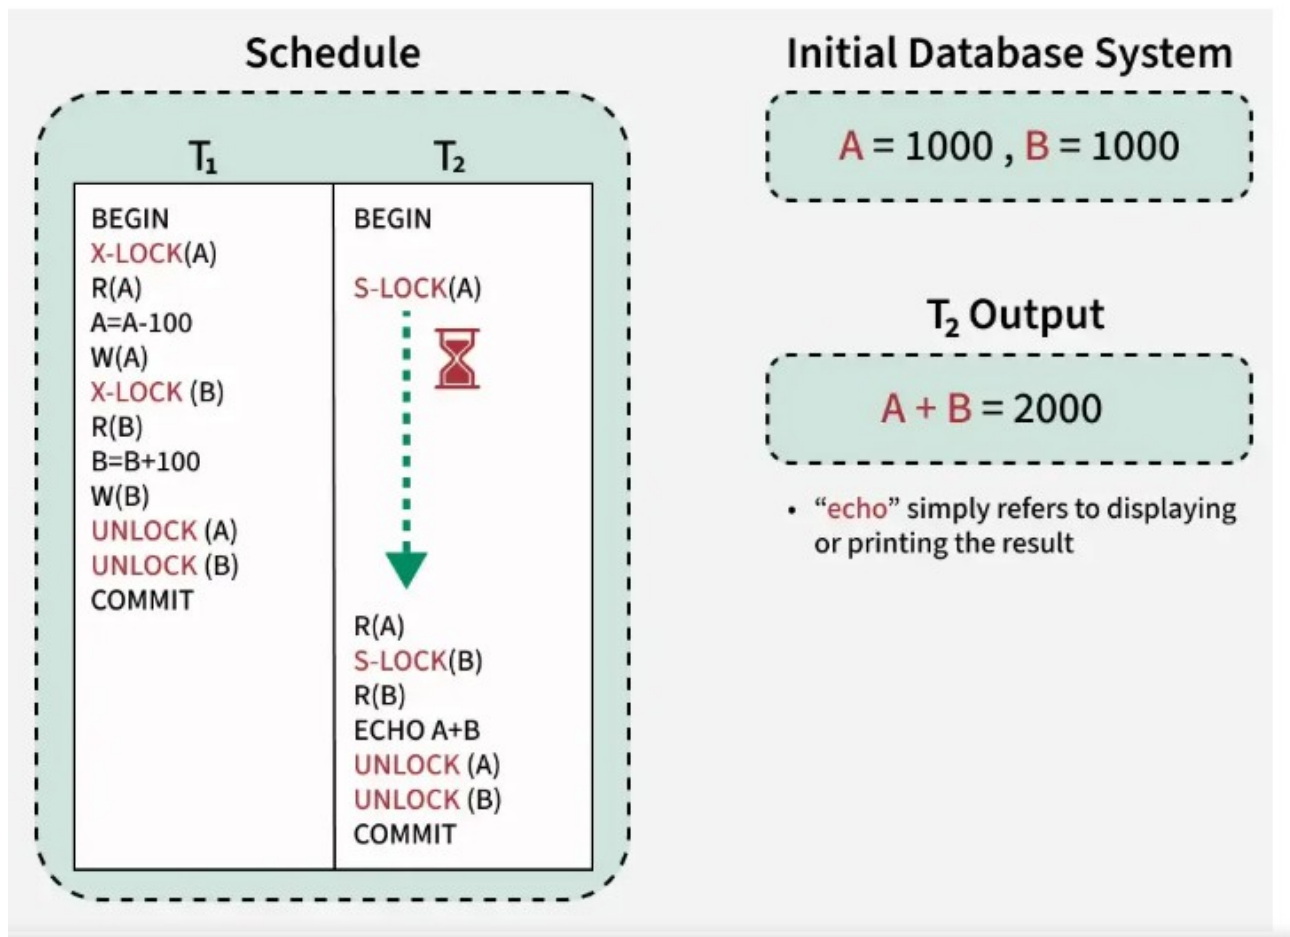 Schedule
T₁
BEGIN
X-LOCK(A)
R(A)
A=A-100
W(A)
X-LOCK (B)
R(B)
B=B+100
W(B)
UNLOCK (A)
UNLOCK (B)
COMMIT
T₂
BEGIN
S-LOCK(A)
R(A)
S-LOCK(B)
R(B)
ECHO A+B
UNLOCK (A)
UNLOCK (B)
COMMIT
Initial Database System
A = 1000 , B = 1000
T₂ Output
A + B = 2000
• “echo” simply refers to displaying
or printing the result